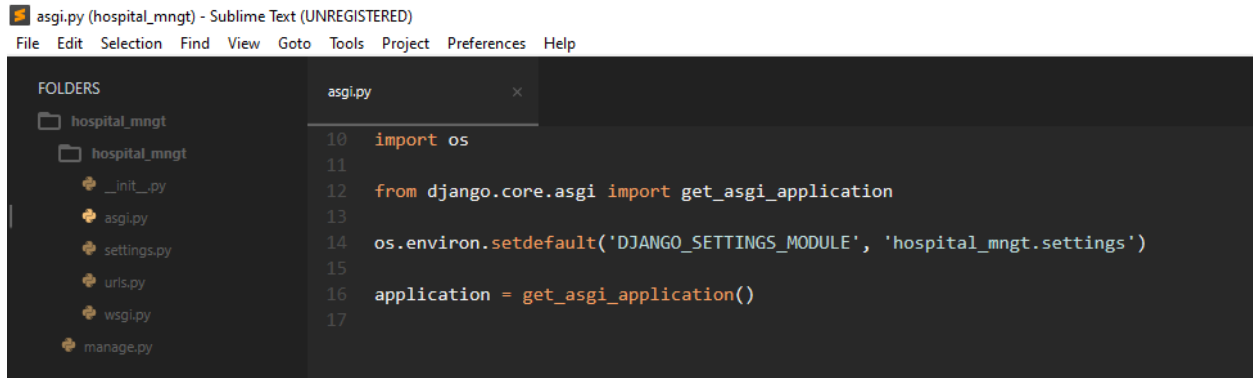 asgi.py (hospital_mngt) - Sublime Text (UNREGISTERED)
File Edit Selection Find View Goto Tools Project Preferences Help
FOLDERS
hospital_mngt
hospital_mngt
__init__.py
asgi.py
settings.py
urls.py
wsgi.py
manage.py
asgi.py ×
10 import os
11
12 from django.core.asgi import get_asgi_application
13
14 os.environ.setdefault('DJANGO_SETTINGS_MODULE', 'hospital_mngt.settings')
15
16 application = get_asgi_application()
17